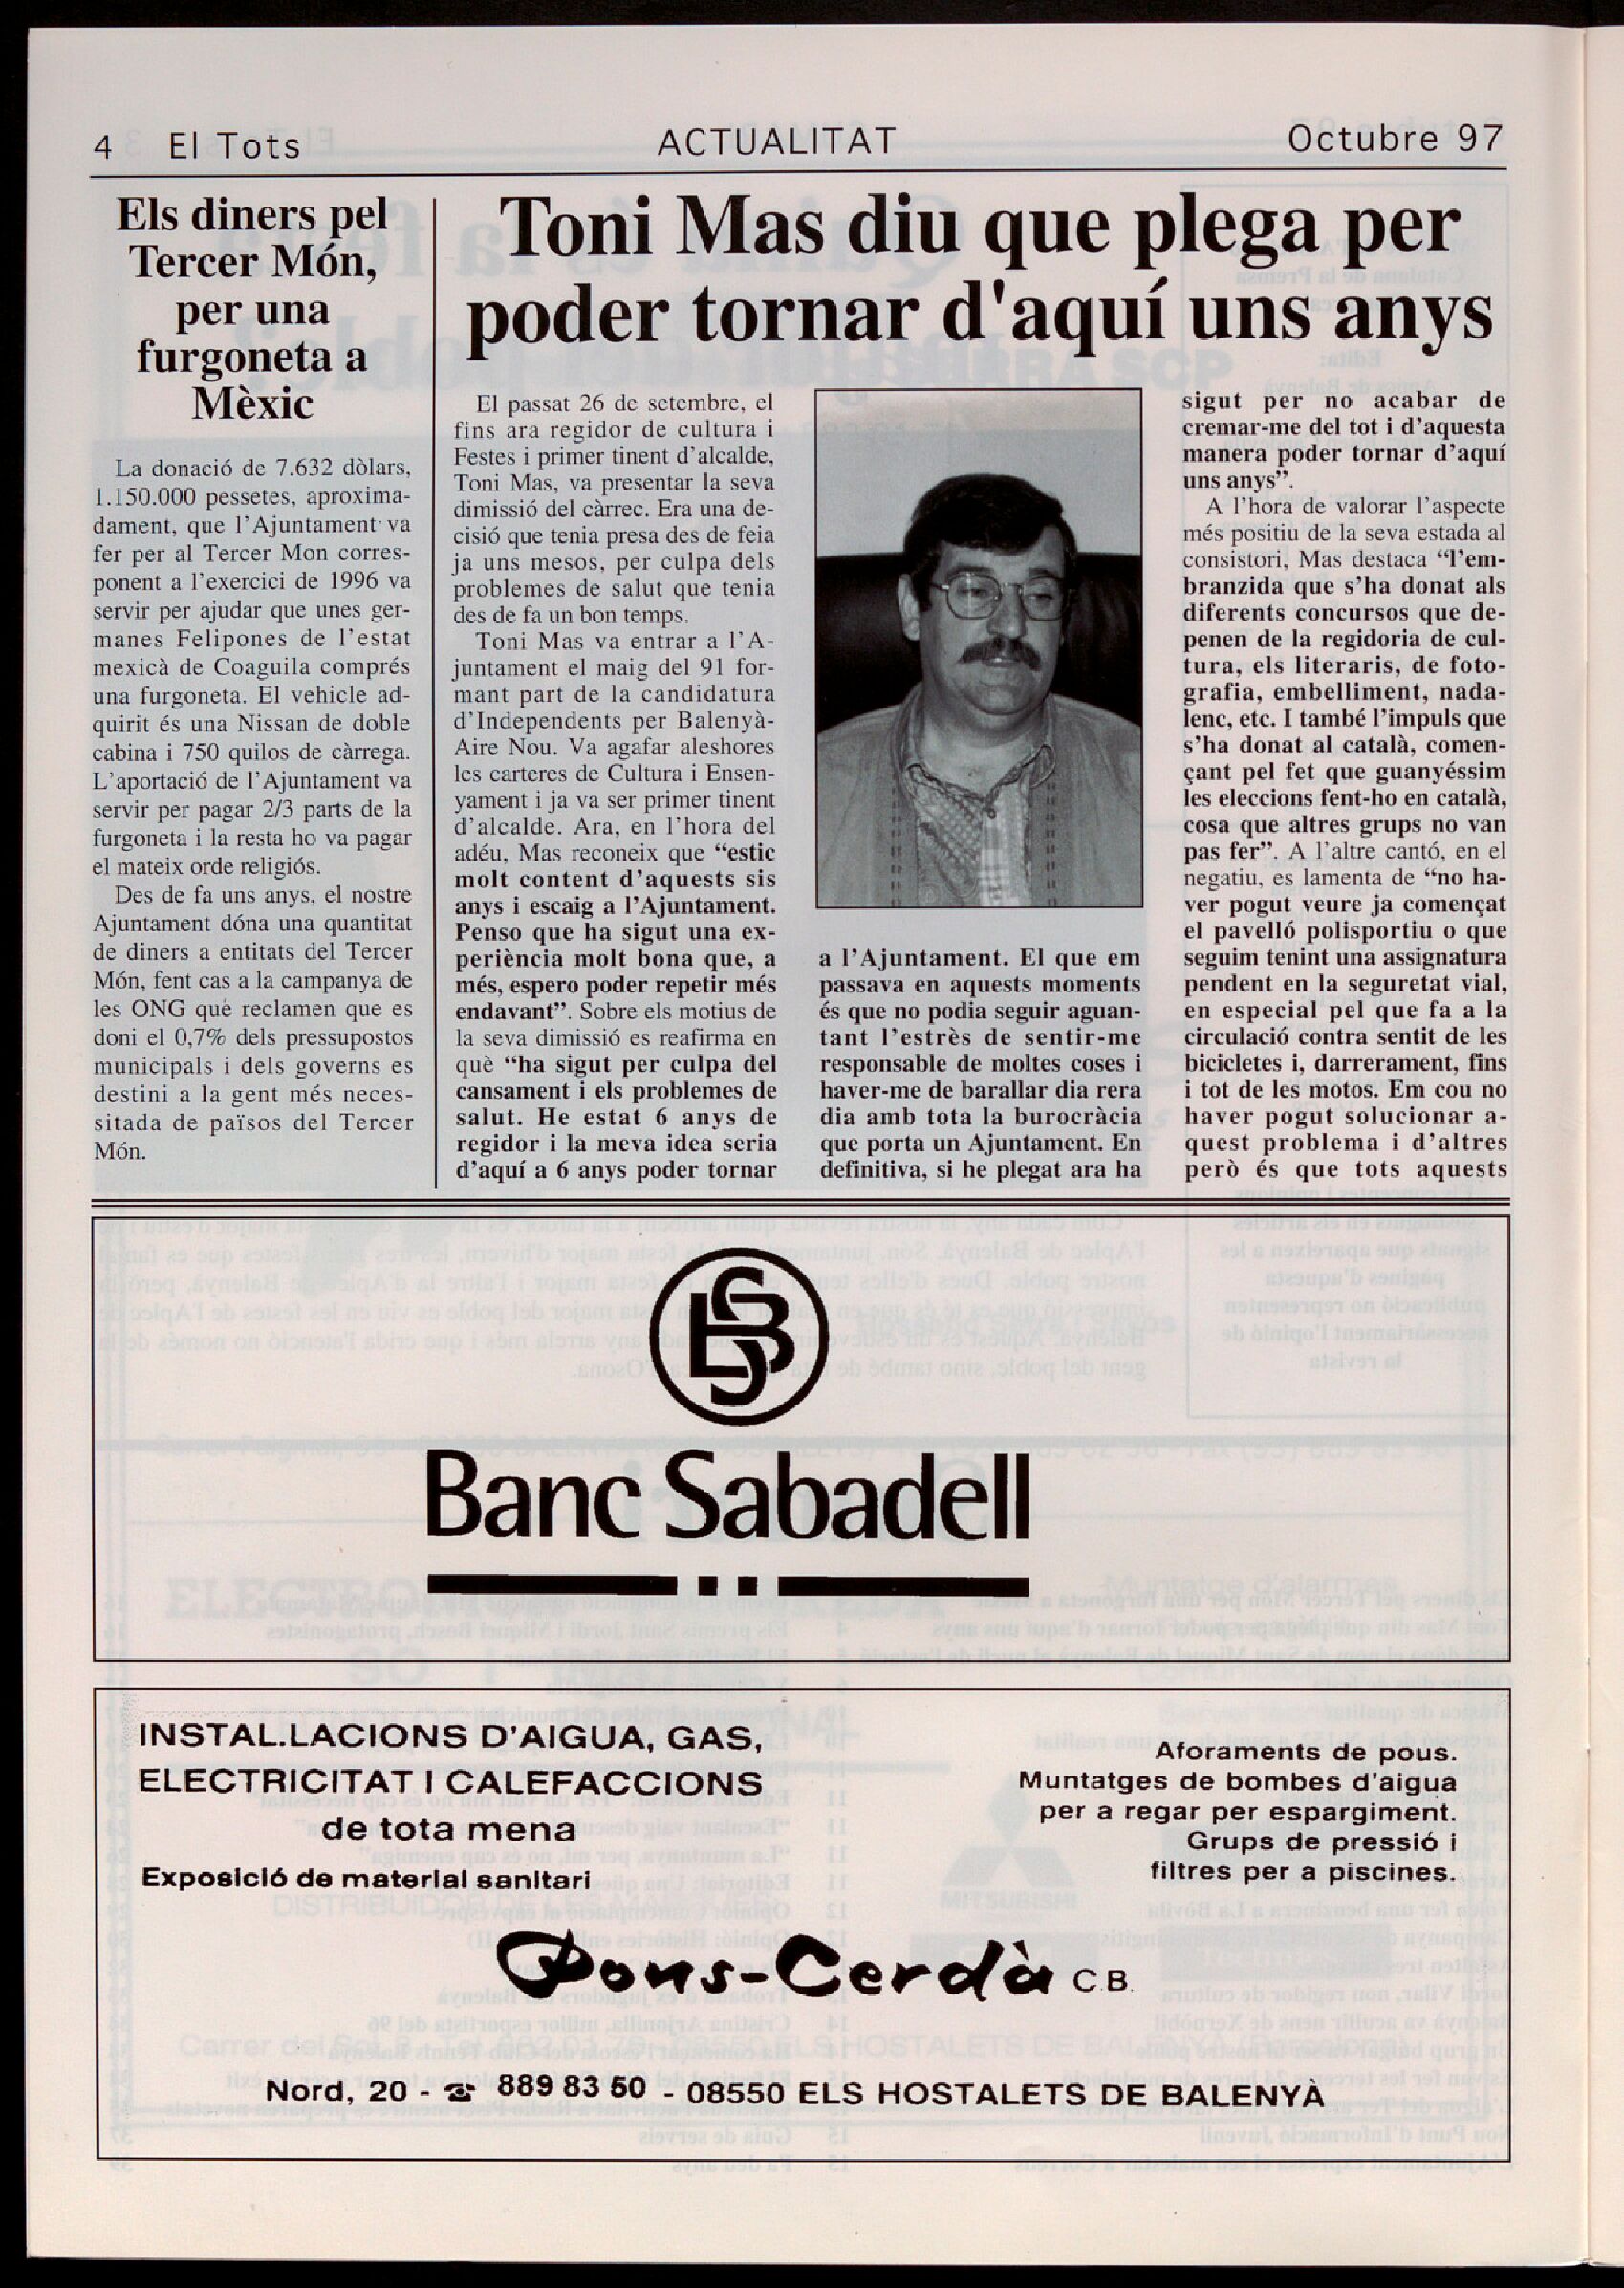 4 El Tots ACTUALITAT Octubre 97
Els diners pel
Tercer Món,
per una
furgoneta a
Mèxic
La donació de 7.632 dòlars,
1.150.000 pessetes, aproxima-
dament, que l'Ajuntament va
fer per al Tercer Mon corres-
ponent a l'exercici de 1996 va
servir per ajudar que unes ger-
manes Felipones de l'estat
mexicà de Coaguila comprés
una furgoneta. El vehicle ad-
quirit és una Nissan de doble
cabina i 750 quilos de càrrega.
L'aportació de l'Ajuntament va
servir per pagar 2/3 parts de la
furgoneta i la resta ho va pagar
el mateix orde religiós.
Des de fa uns anys, el nostre
Ajuntament dóna una quantitat
de diners a entitats del Tercer
Món, fent cas a la campanya de
les ONG què reclamen que es
doni el 0,7% dels pressupostos
municipals i dels governs es
destini a la gent més neces-
sitada de països del Tercer
Món.
Toni Mas diu que plega per
poder tornar d'aquí uns anys
El passat 26 de setembre, el
fins ara regidor de cultura i
Festes i primer tinent d'alcalde,
Toni Mas, va presentar la seva
dimissió del càrrec. Era una de-
cisió que tenia presa des de feia
ja uns mesos, per culpa dels
problemes de salut que tenia
des de fa un bon temps.
Toni Mas va entrar a l'A-
juntament el maig del 91 for-
mant part de la candidatura
d'Independents per Balenyà-
Aire Nou. Va agafar aleshores
les carteres de Cultura i Ensen-
yament i ja va ser primer tinent
d'alcalde. Ara, en l'hora del
adéu, Mas reconeix que “estic
molt content d'aquests sis
anys i escaig a l'Ajuntament.
Penso que ha sigut una ex-
periència molt bona que, a
més, espero poder repetir més
endavant”. Sobre els motius de
la seva dimissió es reafirma en
què “ha sigut per culpa del
cansament i els problemes de
salut. He estat 6 anys de
regidor i la meva idea seria
d'aquí a 6 anys poder tornar
a l'Ajuntament. El que em
passava en aquests moments
és que no podia seguir aguan-
tant l'estrès de sentir-me
responsable de moltes coses i
haver-me de barallar dia rera
dia amb tota la burocràcia
que porta un Ajuntament. En
definitiva, si he plegat ara ha
sigut per no acabar de
cremar-me del tot i d'aquesta
manera poder tornar d'aquí
uns anys”.
A l'hora de valorar l'aspecte
més positiu de la seva estada al
consistori, Mas destaca “l'em-
branzida que s'ha donat als
diferents concursos que de-
penen de la regidoria de cul-
tura, els literaris, de foto-
grafia, embelliment, nada-
lenc, etc. I també l'impuls que
s'ha donat al català, comen-
çant pel fet que guanyéssim
les eleccions fent-ho en català,
cosa que altres grups no van
pas fer”. A l'altre cantó, en el
negatiu, es lamenta de “no ha-
ver pogut veure ja començat
el pavelló polisportiu o que
seguim tenint una assignatura
pendent en la seguretat vial,
en especial pel que fa a la
circulació contra sentit de les
bicicletes i, darrerament, fins
i tot de les motos. Em cou no
haver pogut solucionar a-
quest problema i d'altres
però és que tots aquests
Banc Sabadell
INSTAL.LACIONS D'AIGUA, GAS,
ELECTRICITAT I CALEFACCIONS
de tota mena
Exposició de material sanitari
Aforaments de pous.
Muntatges de bombes d'aigua
per a regar per espargiment.
Grups de pressió i
filtres per a piscines.
Pons-Cerdà C.B.
Nord, 20 - ☎ 889 83 50 - 08550 ELS HOSTALETS DE BALENYÀ